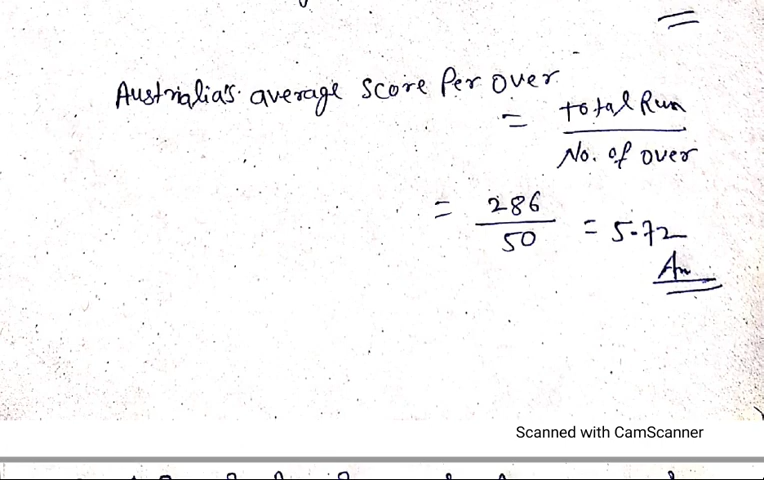 Australia's average score Per over
= total Run / No. of over
= 286 / 50 = 5.72
An
Scanned with CamScanner